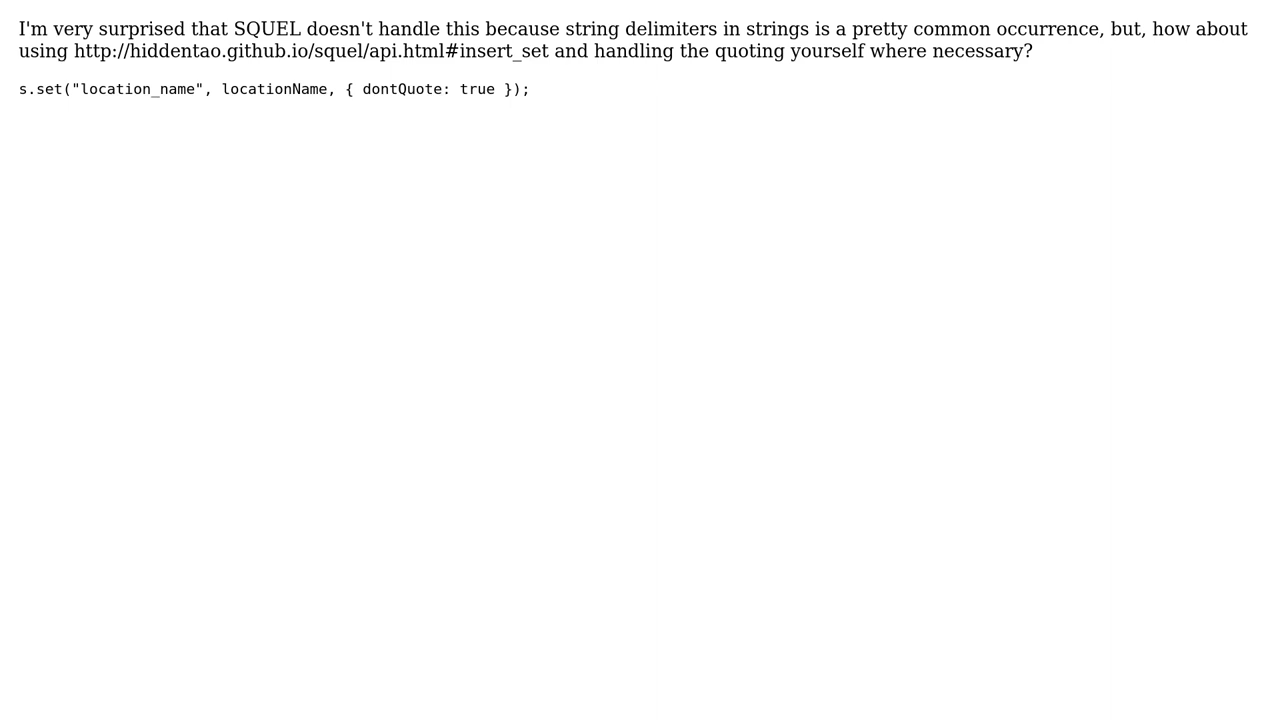 I'm very surprised that SQUEL doesn't handle this because string delimiters in strings is a pretty common occurrence, but, how about
using http://hiddentao.github.io/squel/api.html#insert_set and handling the quoting yourself where necessary?
s.set("location_name", locationName, { dontQuote: true });